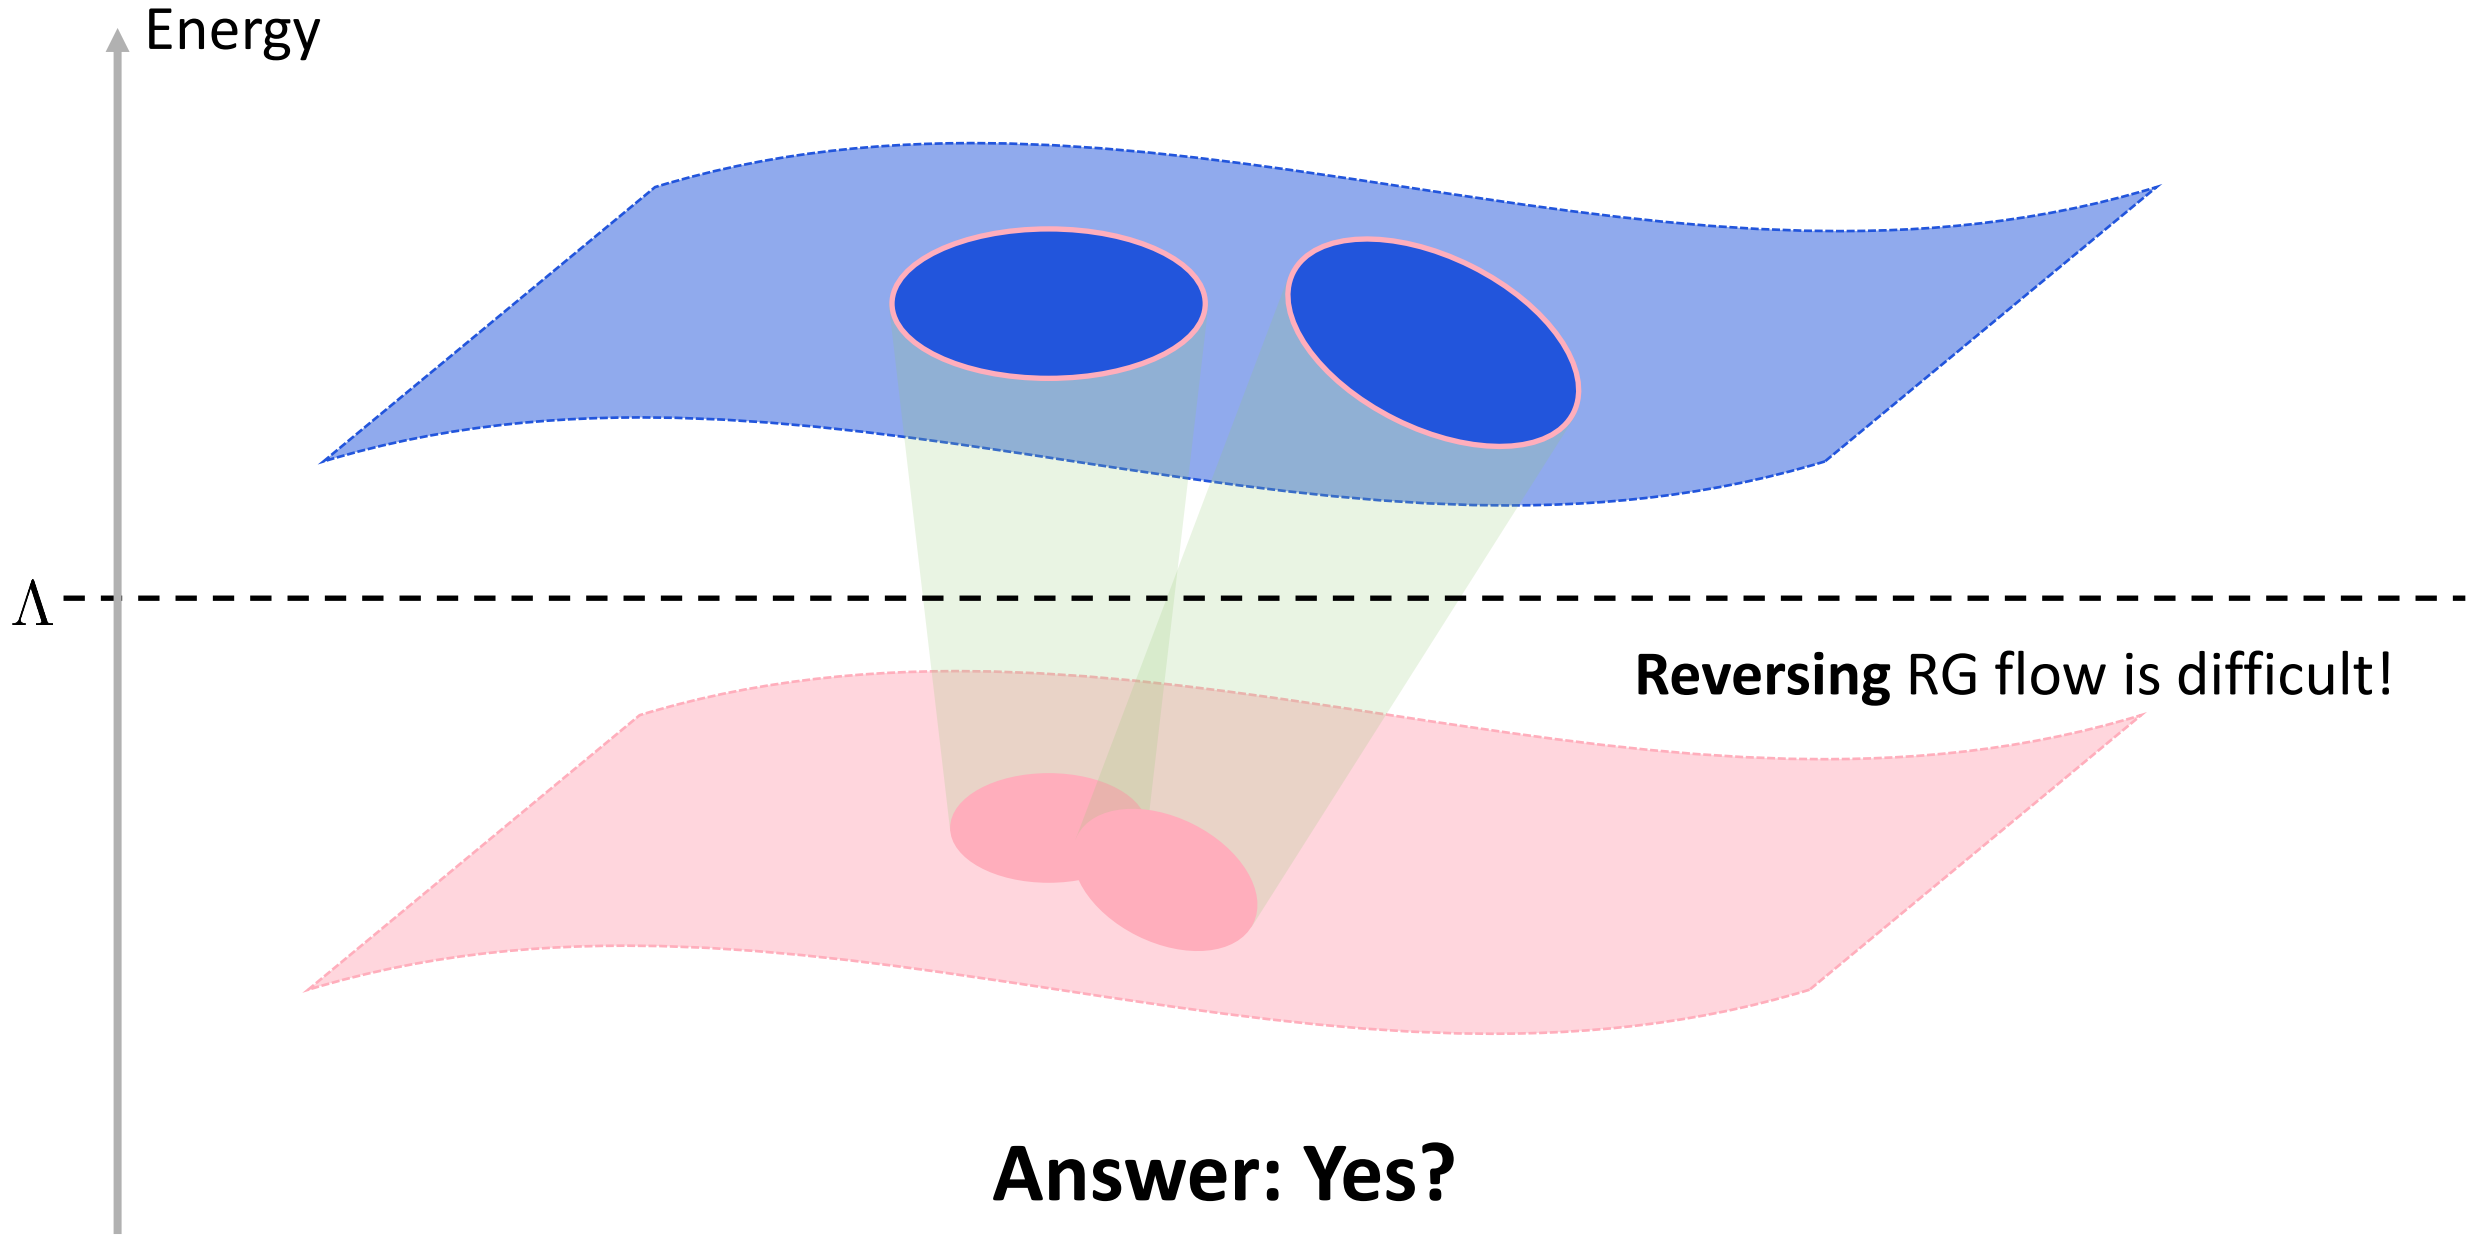 Energy
Λ
Reversing RG flow is difficult!
Answer: Yes?